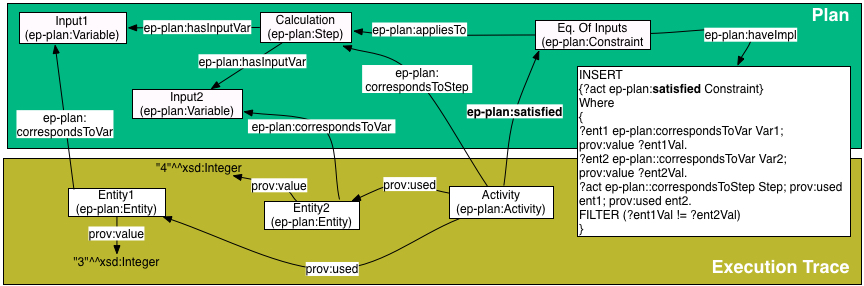 Plan
Input1
(ep-plan:Variable)
ep-plan:hasInputVar
Calculation
(ep-plan:Step)
ep-plan:appliesTo
Eq. Of Inputs
(ep-plan:Constraint
ep-plan:haveImpl
ep-plan:hasInputVar
ep-plan:
correspondsToStep
Input2
(ep-plan:Variable)
ep-plan:
correspondsToVar
ep-plan:correspondsToVar
ep-plan:satisfied
INSERT
{?act ep-plan:satisfied Constraint}
Where
{
?ent1 ep-plan:correspondsToVar Var1;
prov:value ?ent1Val.
?ent2 ep-plan::correspondsToVar Var2;
prov:value ?ent2Val.
?act ep-plan::correspondsToStep Step; prov:used
ent1; prov:used ent2.
FILTER (?ent1Val != ?ent2Val)
}
"4"^^xsd:Integer
prov:value
prov:used
Entity1
(ep-plan:Entity)
Entity2
(ep-plan:Entity)
Activity
(ep-plan:Activity)
prov:value
"3"^^xsd:Integer
prov:used
Execution Trace